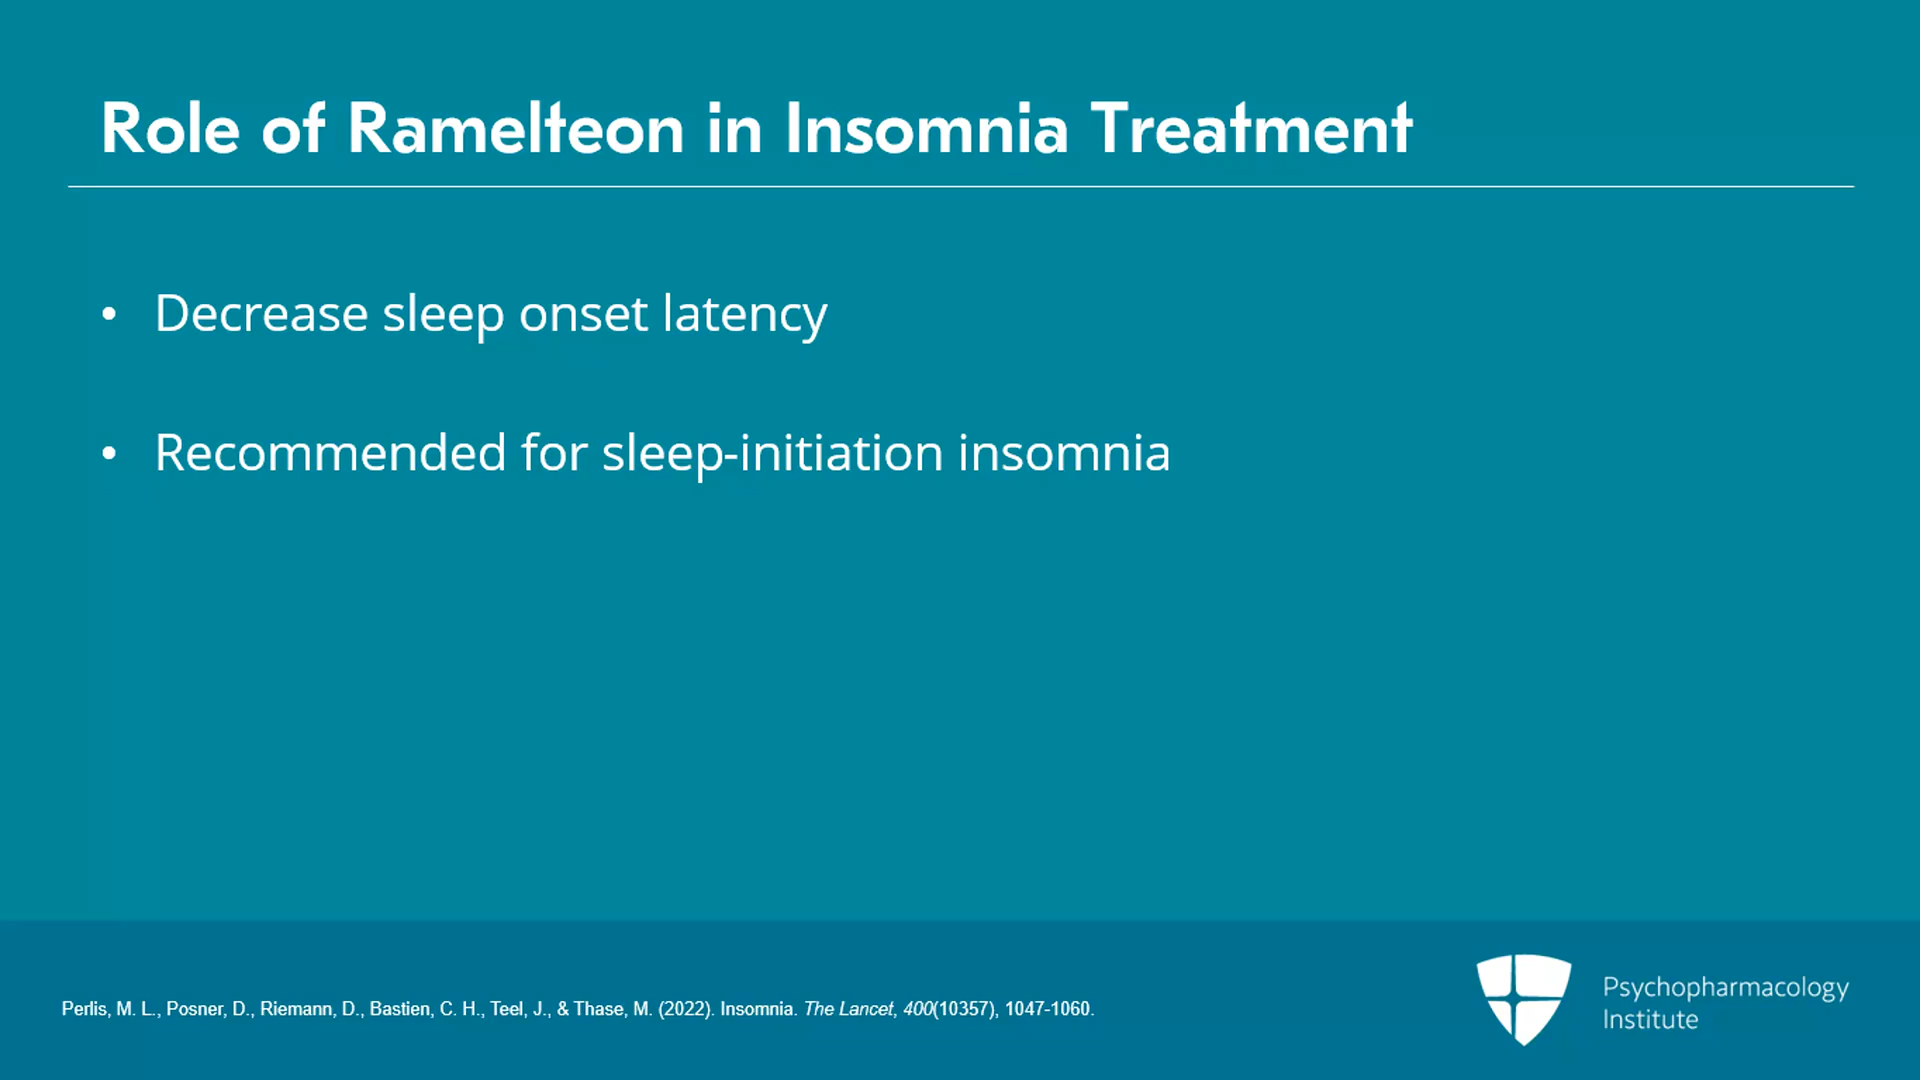 Role of Ramelteon in Insomnia Treatment
• Decrease sleep onset latency
• Recommended for sleep-initiation insomnia
Perlis, M. L., Posner, D., Riemann, D., Bastien, C. H., Teel, J., & Thase, M. (2022). Insomnia. The Lancet, 400(10357), 1047-1060.
Psychopharmacology
Institute